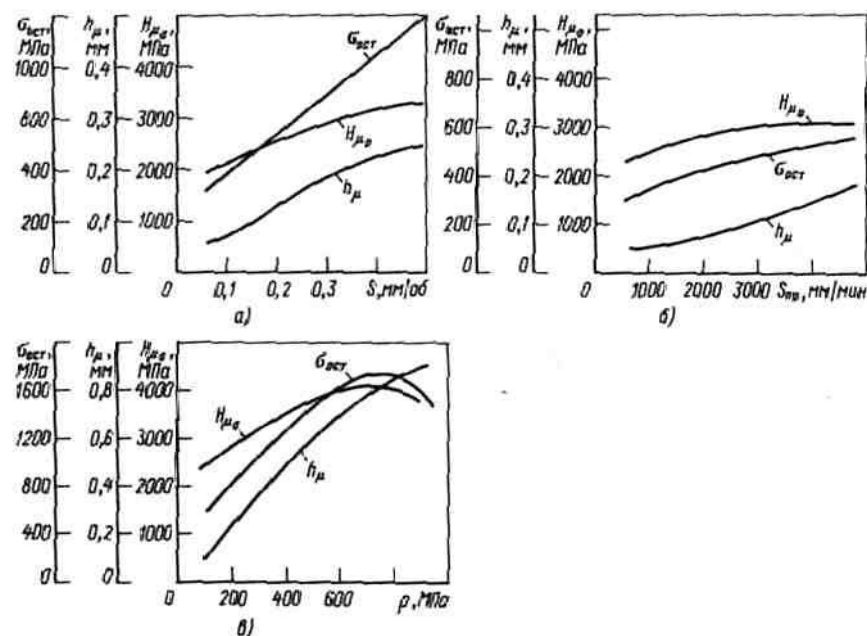 σост, МПа hμ, мм Hμ₀, МПа
1000 0,4 4000
800 0,3 3000
600
400 0,2 2000
200 0,1 1000
0 0 0
σост
Hμ₀
hμ
0,1 0,2 0,3 S, мм/об
а)
σост, МПа hμ, мм Hμ₀, МПа
800 0,4 4000
600 0,3 3000
400 0,2 2000
200 0,1 1000
0 0 0
Hμ₀
σост
hμ
1000 2000 3000 Sпр, мм/мин
б)
σост, МПа hμ, мм Hμ₀, МПа
1600 0,8 4000
1200 0,6 3000
800 0,4 2000
400 0,2 1000
0 0 0
σост
Hμ₀
hμ
200 400 600 p, МПа
в)